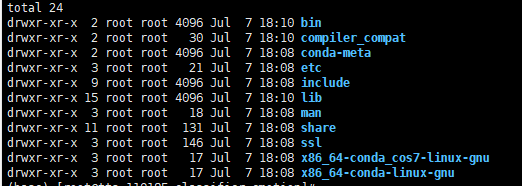 total 24
drwxr-xr-x 2 root root 4096 Jul 7 18:10 bin
drwxr-xr-x 2 root root 30 Jul 7 18:10 compiler_compat
drwxr-xr-x 2 root root 4096 Jul 7 18:08 conda-meta
drwxr-xr-x 3 root root 21 Jul 7 18:08 etc
drwxr-xr-x 9 root root 4096 Jul 7 18:08 include
drwxr-xr-x 15 root root 4096 Jul 7 18:10 lib
drwxr-xr-x 3 root root 18 Jul 7 18:08 man
drwxr-xr-x 11 root root 131 Jul 7 18:08 share
drwxr-xr-x 3 root root 146 Jul 7 18:08 ssl
drwxr-xr-x 3 root root 17 Jul 7 18:08 x86_64-conda_cos7-linux-gnu
drwxr-xr-x 3 root root 17 Jul 7 18:08 x86_64-conda-linux-gnu